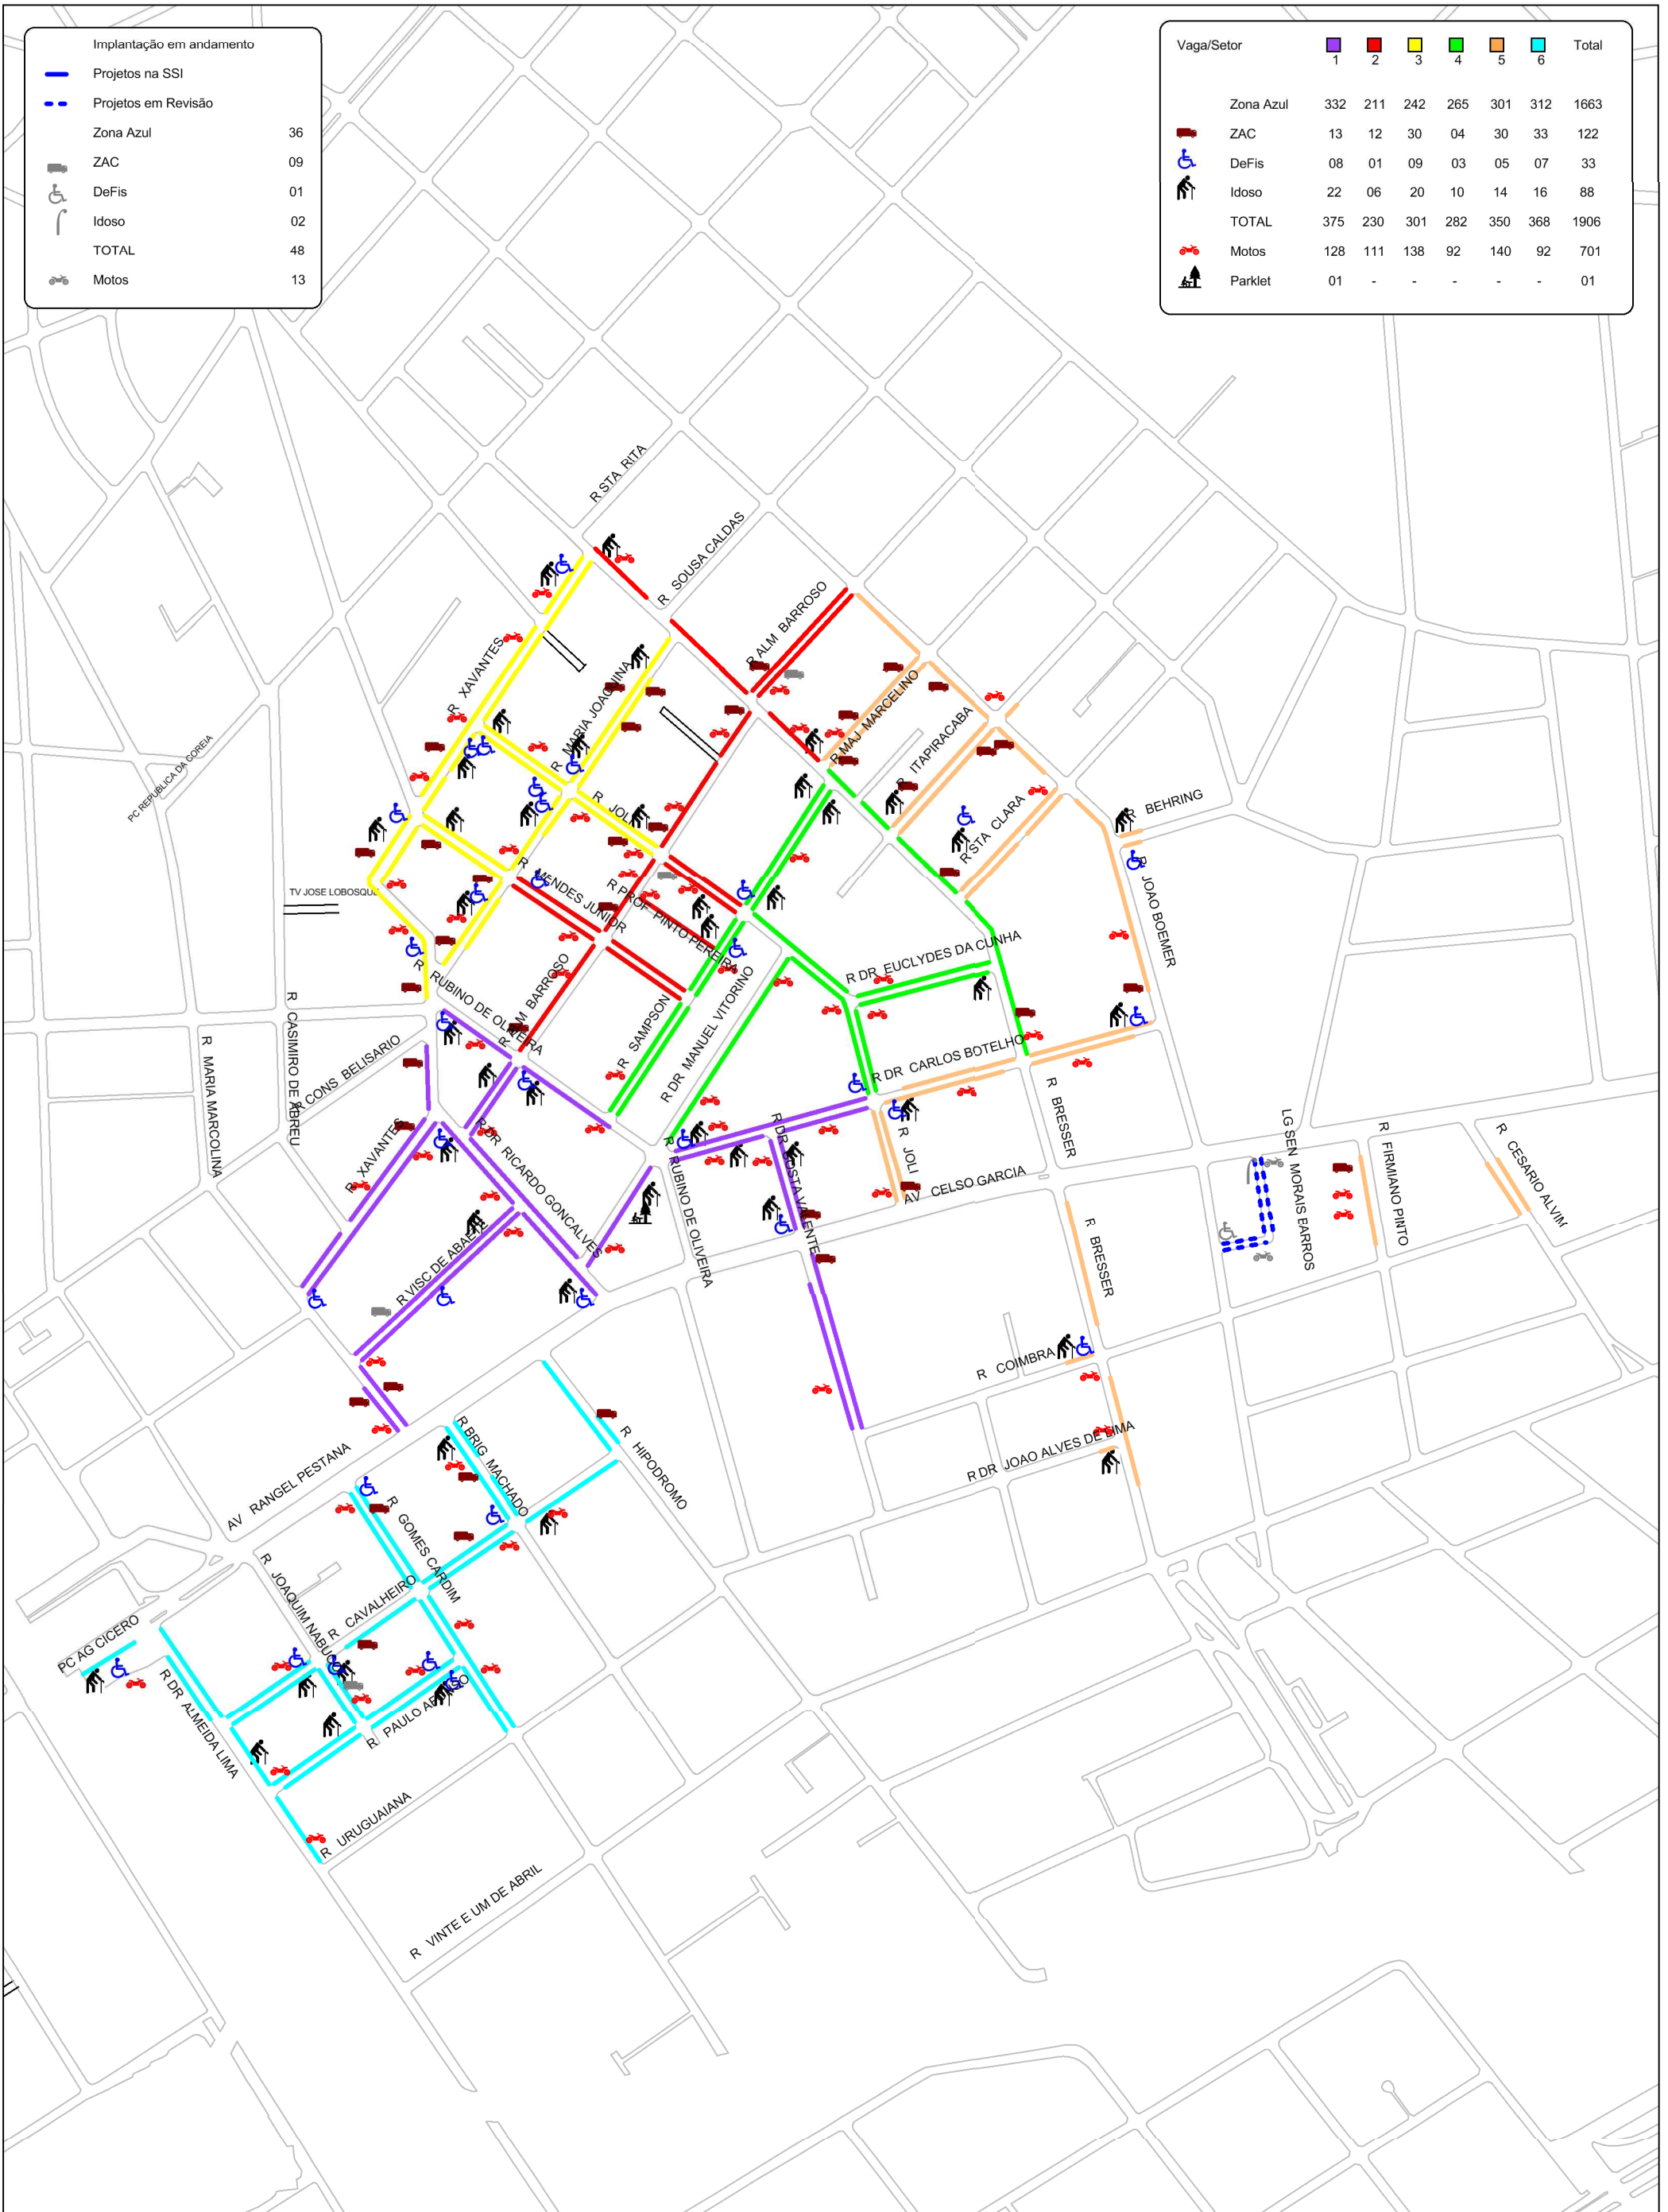 Implantação em andamento
Projetos na SSI
Projetos em Revisão
Zona Azul 36
ZAC 09
DeFis 01
Idoso 02
TOTAL 48
Motos 13
Vaga/Setor 1 2 3 4 5 6 Total
Zona Azul 332 211 242 265 301 312 1663
ZAC 13 12 30 04 30 33 122
DeFis 08 01 09 03 05 07 33
Idoso 22 06 20 10 14 16 88
TOTAL 375 230 301 282 350 368 1906
Motos 128 111 138 92 140 92 701
Parklet 01 - - - - - 01
R STA RITA
R SOUSA CALDAS
R ALM BARROSO
R XAVANTES
R MARIA JOAQUINA
R MAJ MARCELINO
R ITAPIRACABA
PC REPUBLICA DA COREIA
R JOLI
R STA CLARA
R BEHRING
R MENDES JUNIOR
R PROF PINTO PEREIRA
R JOAO BOEMER
TV JOSE LOBOSQUE
R DR EUCLYDES DA CUNHA
R RUBINO DE OLIVEIRA
R ALM BARROSO
R SAMPSON
R DR MANUEL VITORINO
R CASIMIRO DE ABREU
R MARIA MARCOLINA
R CONS BELISARIO
R DR CARLOS BOTELHO
R BRESSER
R XAVANTES
R DR RICARDO GONCALVES
R RUBINO DE OLIVEIRA
R DR COSTA VALENTE
R JOLI
AV CELSO GARCIA
LG SEN MORAIS BARROS
R FIRMIANO PINTO
R CESARIO ALVIM
R VISC DE ABAETE
R BRESSER
R COIMBRA
R DR JOAO ALVES DE LIMA
AV RANGEL PESTANA
R BRIG MACHADO
R HIPODROMO
R GOMES CARDIM
R JOAQUIM NABUCO
R CAVALHEIRO
PC AG CICERO
R DR ALMEIDA LIMA
R PAULO AFONSO
R URUGUAIANA
R VINTE E UM DE ABRIL